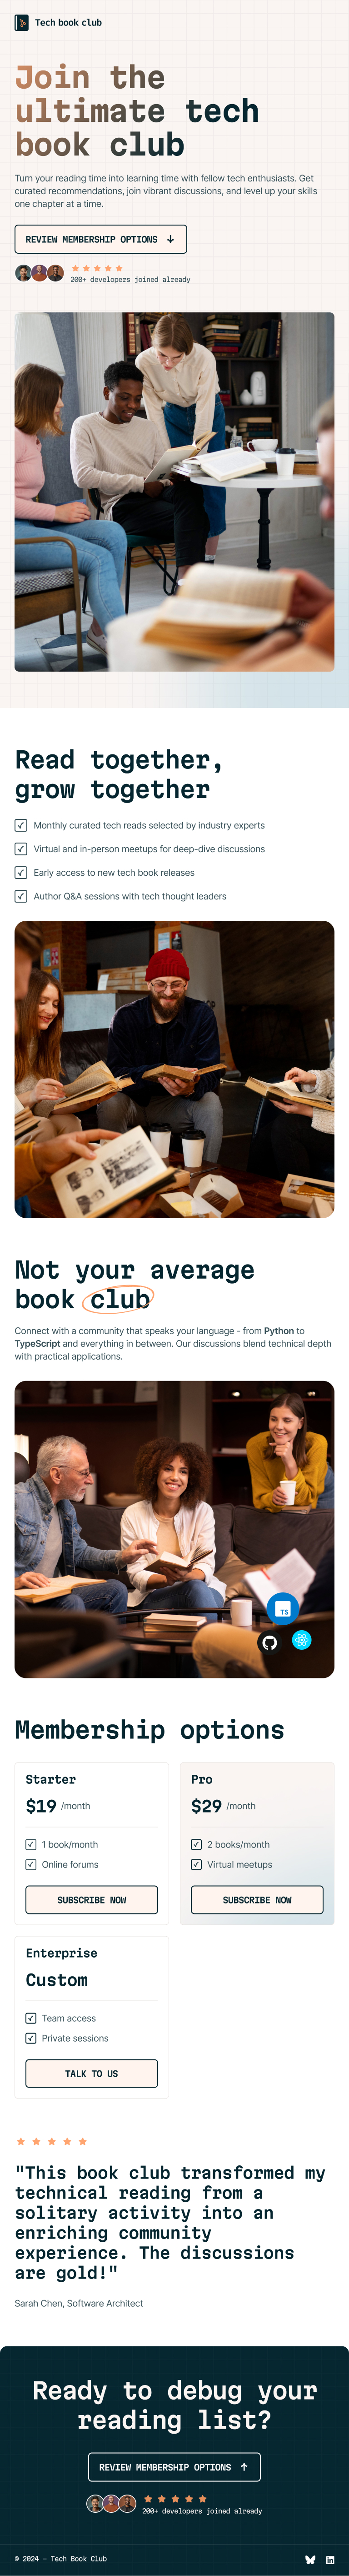 Tech book club
Join the
ultimate tech
book club
Turn your reading time into learning time with fellow tech enthusiasts. Get
curated recommendations, join vibrant discussions, and level up your skills
one chapter at a time.
REVIEW MEMBERSHIP OPTIONS ↓
200+ developers joined already
Read together,
grow together
Monthly curated tech reads selected by industry experts
Virtual and in-person meetups for deep-dive discussions
Early access to new tech book releases
Author Q&A sessions with tech thought leaders
Not your average
book club
Connect with a community that speaks your language - from Python to
TypeScript and everything in between. Our discussions blend technical depth
with practical applications.
TS
Membership options
Starter
$19 /month
1 book/month
Online forums
SUBSCRIBE NOW
Pro
$29 /month
2 books/month
Virtual meetups
SUBSCRIBE NOW
Enterprise
Custom
Team access
Private sessions
TALK TO US
"This book club transformed my
technical reading from a
solitary activity into an
enriching community
experience. The discussions
are gold!"
Sarah Chen, Software Architect
Ready to debug your
reading list?
REVIEW MEMBERSHIP OPTIONS ↑
200+ developers joined already
© 2024 - Tech Book Club